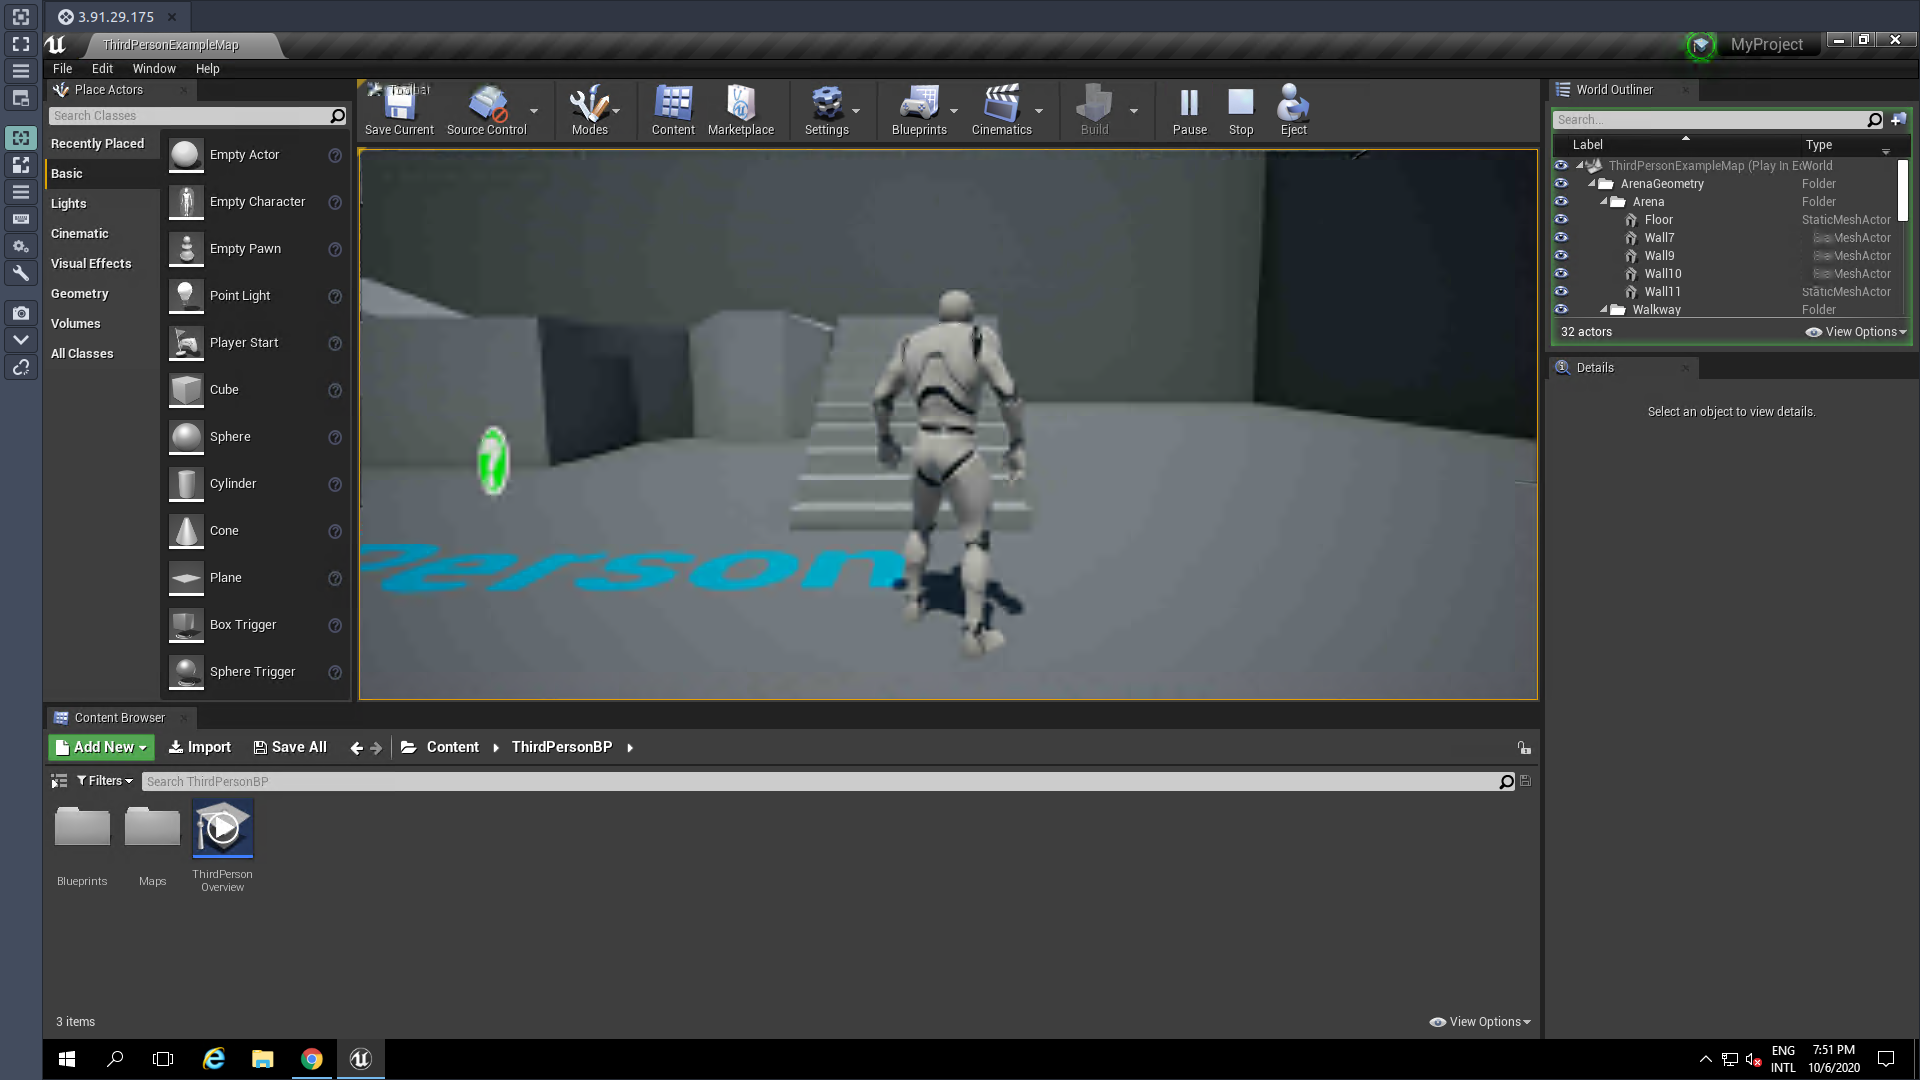 3.91.29.175
ThirdPersonExampleMap
MyProject
File Edit Window Help
Place Actors
Search Classes
Recently Placed
Basic
Lights
Cinematic
Visual Effects
Geometry
Volumes
All Classes
Empty Actor
Empty Character
Empty Pawn
Point Light
Player Start
Cube
Sphere
Cylinder
Cone
Plane
Box Trigger
Sphere Trigger
Toolbar
Save Current
Source Control
Modes
Content
Marketplace
Settings
Blueprints
Cinematics
Build
Pause
Stop
Eject
Person
World Outliner
Search...
Label Type
ThirdPersonExampleMap (Play In Ec World
ArenaGeometry Folder
Arena Folder
Floor StaticMeshActor
Wall7 MeshActor
Wall9 MeshActor
Wall10 MeshActor
Wall11 StaticMeshActor
Walkway Folder
32 actors View Options
Details
Select an object to view details.
Content Browser
Add New Import Save All Content ThirdPersonBP
Filters Search ThirdPersonBP
Blueprints
Maps
ThirdPerson
Overview
3 items View Options
ENG
INTL
7:51 PM
10/6/2020